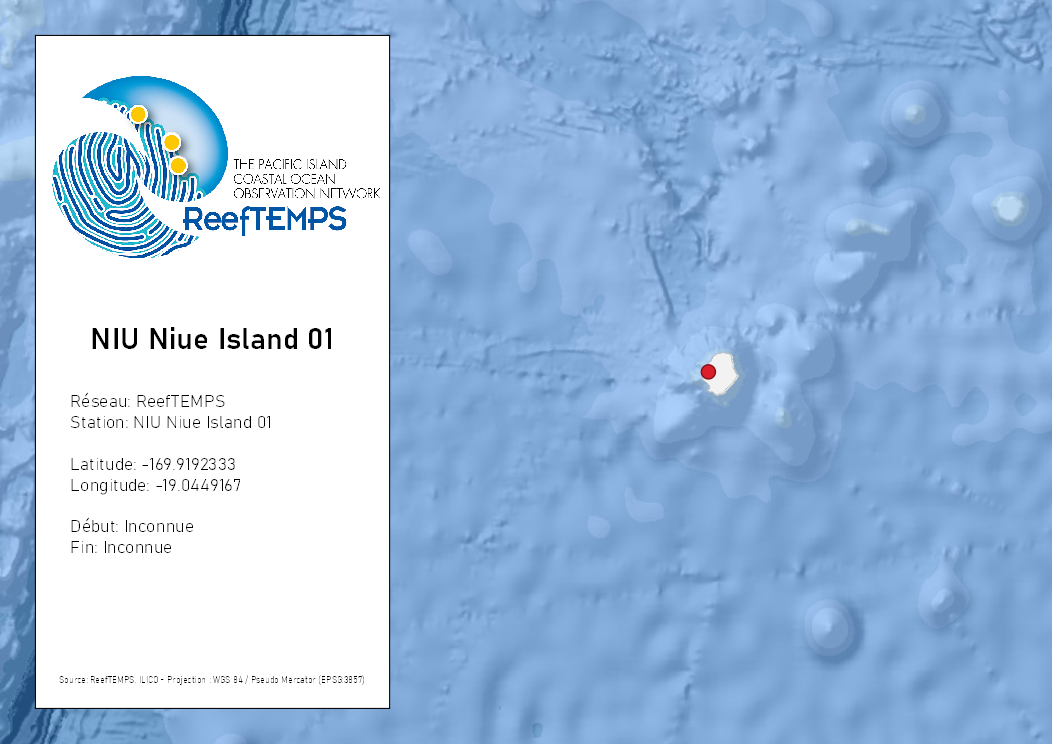 THE PACIFIC ISLAND
COASTAL OCEAN
OBSERVATION NETWORK
ReefTEMPS
NIU Niue Island 01
Réseau: ReefTEMPS
Station: NIU Niue Island 01
Latitude: -169.9192333
Longitude: -19.0449167
Début: Inconnue
Fin: Inconnue
Source: ReefTEMPS, ILICO - Projection : WGS 84 / Pseudo Mercator (EPSG:3857)